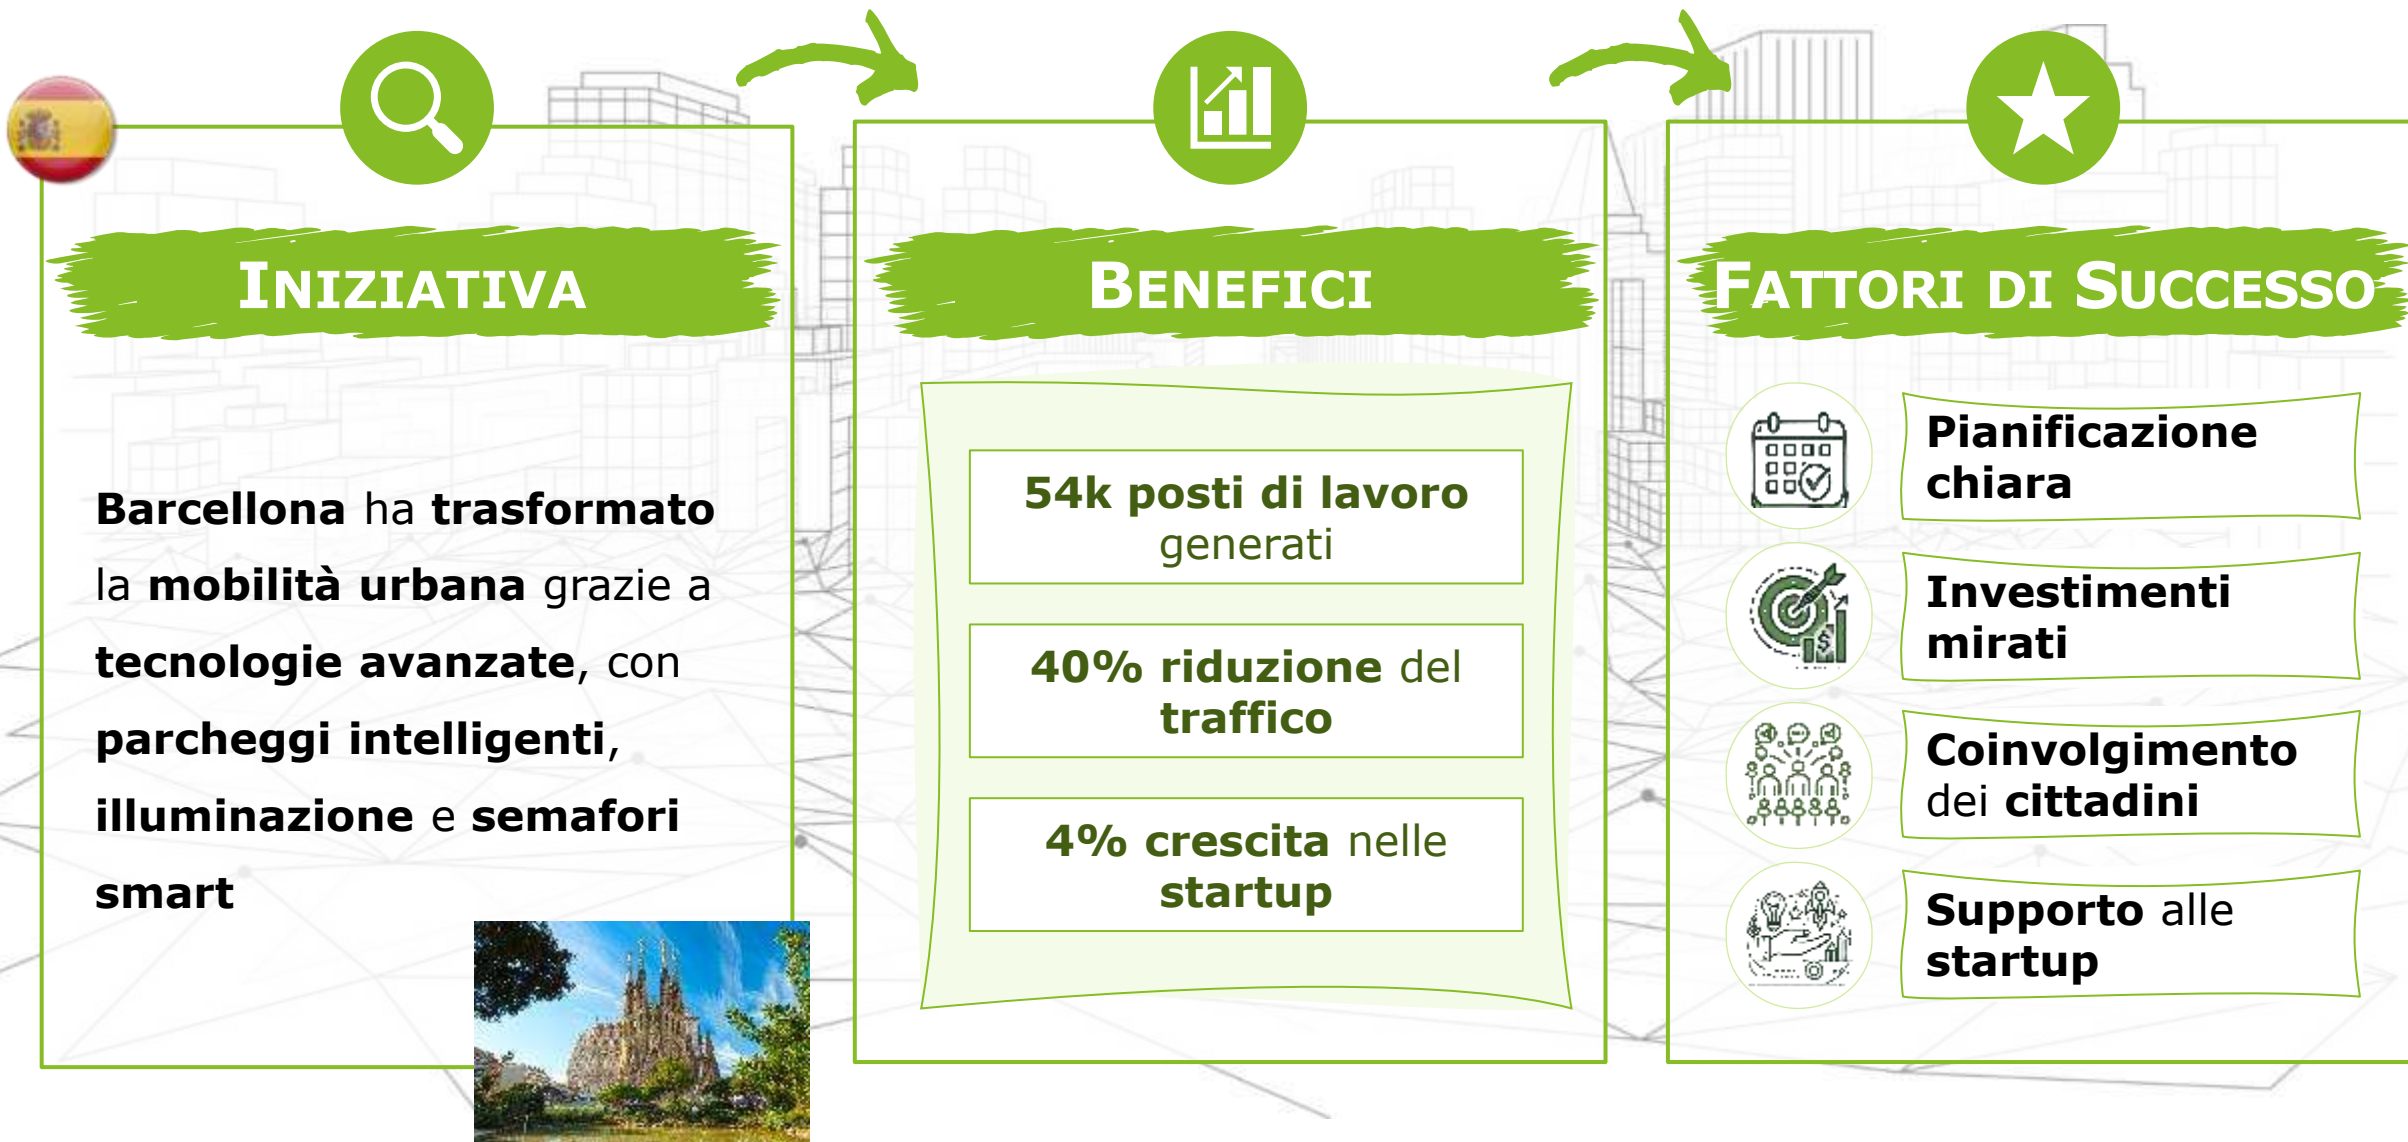 INIZIATIVA
Barcellona ha trasformato
la mobilità urbana grazie a
tecnologie avanzate, con
parcheggi intelligenti,
illuminazione e semafori
smart
BENEFICI
54k posti di lavoro
generati
40% riduzione del
traffico
4% crescita nelle
startup
FATTORI DI SUCCESSO
Pianificazione
chiara
Investimenti
mirati
Coinvolgimento
dei cittadini
Supporto alle
startup